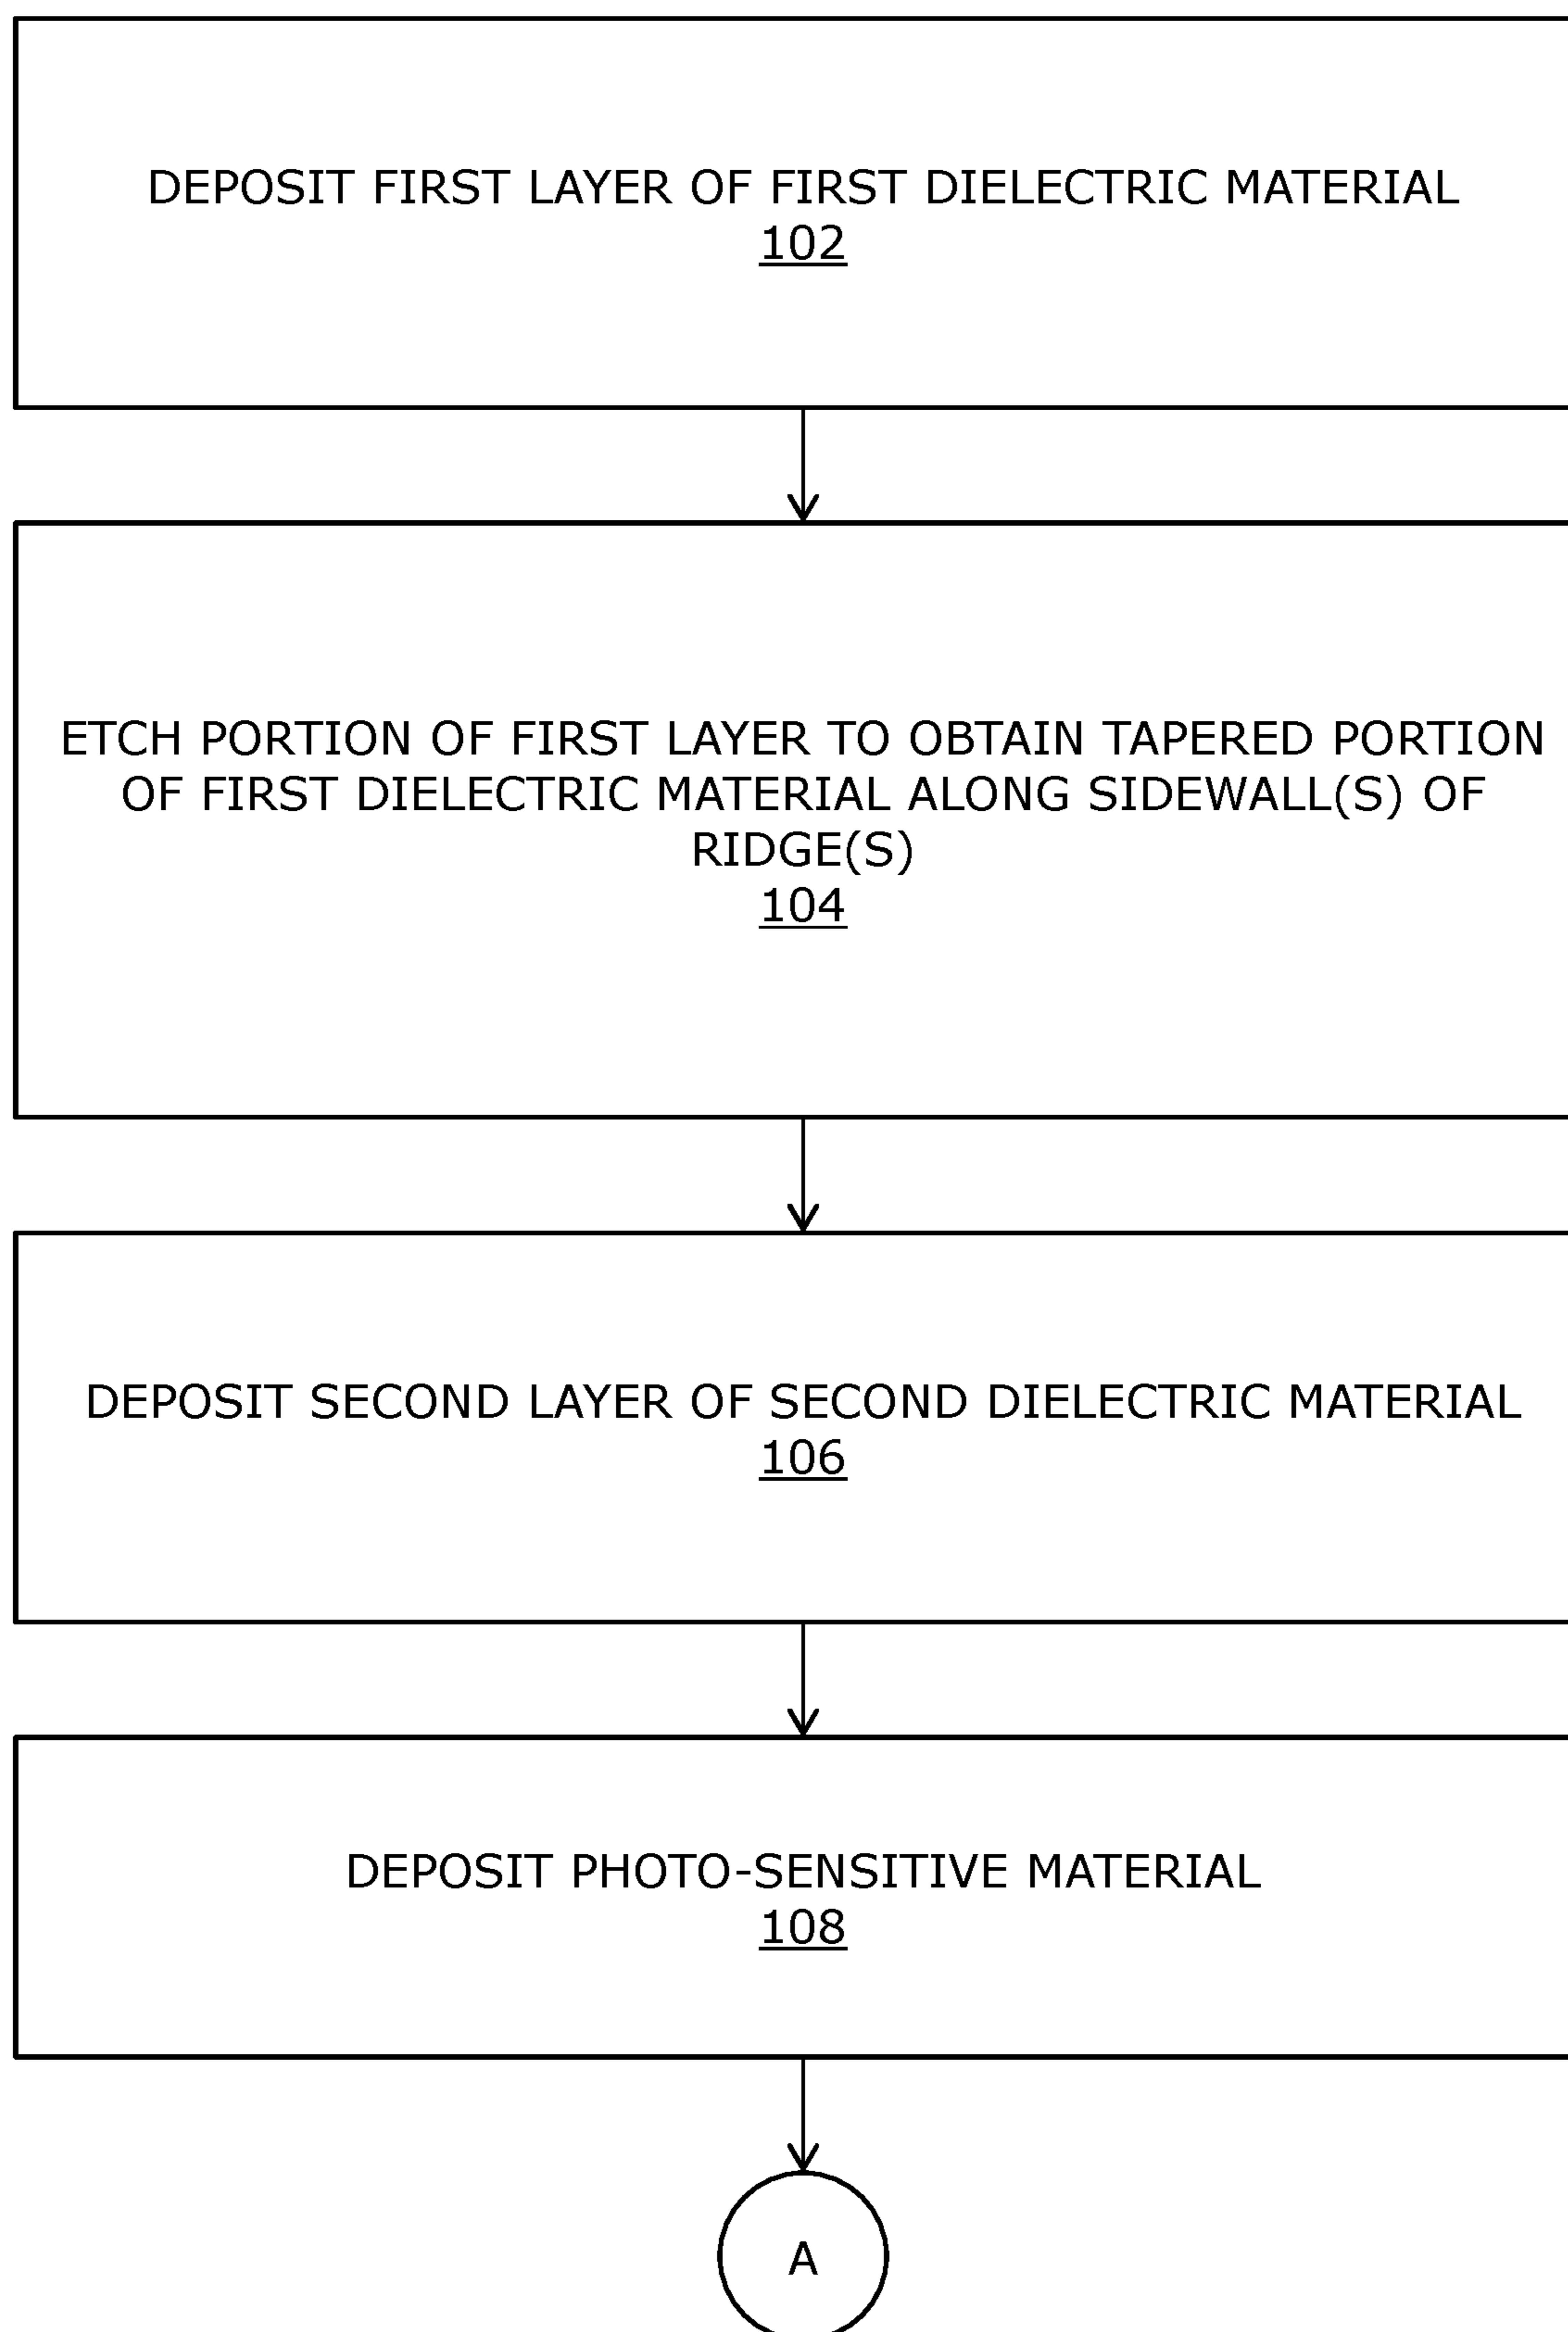 DEPOSIT FIRST LAYER OF FIRST DIELECTRIC MATERIAL
102
ETCH PORTION OF FIRST LAYER TO OBTAIN TAPERED PORTION
OF FIRST DIELECTRIC MATERIAL ALONG SIDEWALL(S) OF
RIDGE(S)
104
DEPOSIT SECOND LAYER OF SECOND DIELECTRIC MATERIAL
106
DEPOSIT PHOTO-SENSITIVE MATERIAL
108
A